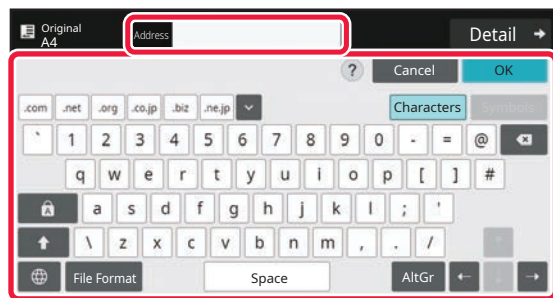 Original
A4
Address
Detail
? Cancel OK
.com .net .org .co.jp .biz .ne.jp Characters Symbols
` 1 2 3 4 5 6 7 8 9 0 - = @
q w e r t y u i o p [ ] #
A a s d f g h j k l ; '
\ z x c v b n m , . /
File Format Space AltGr